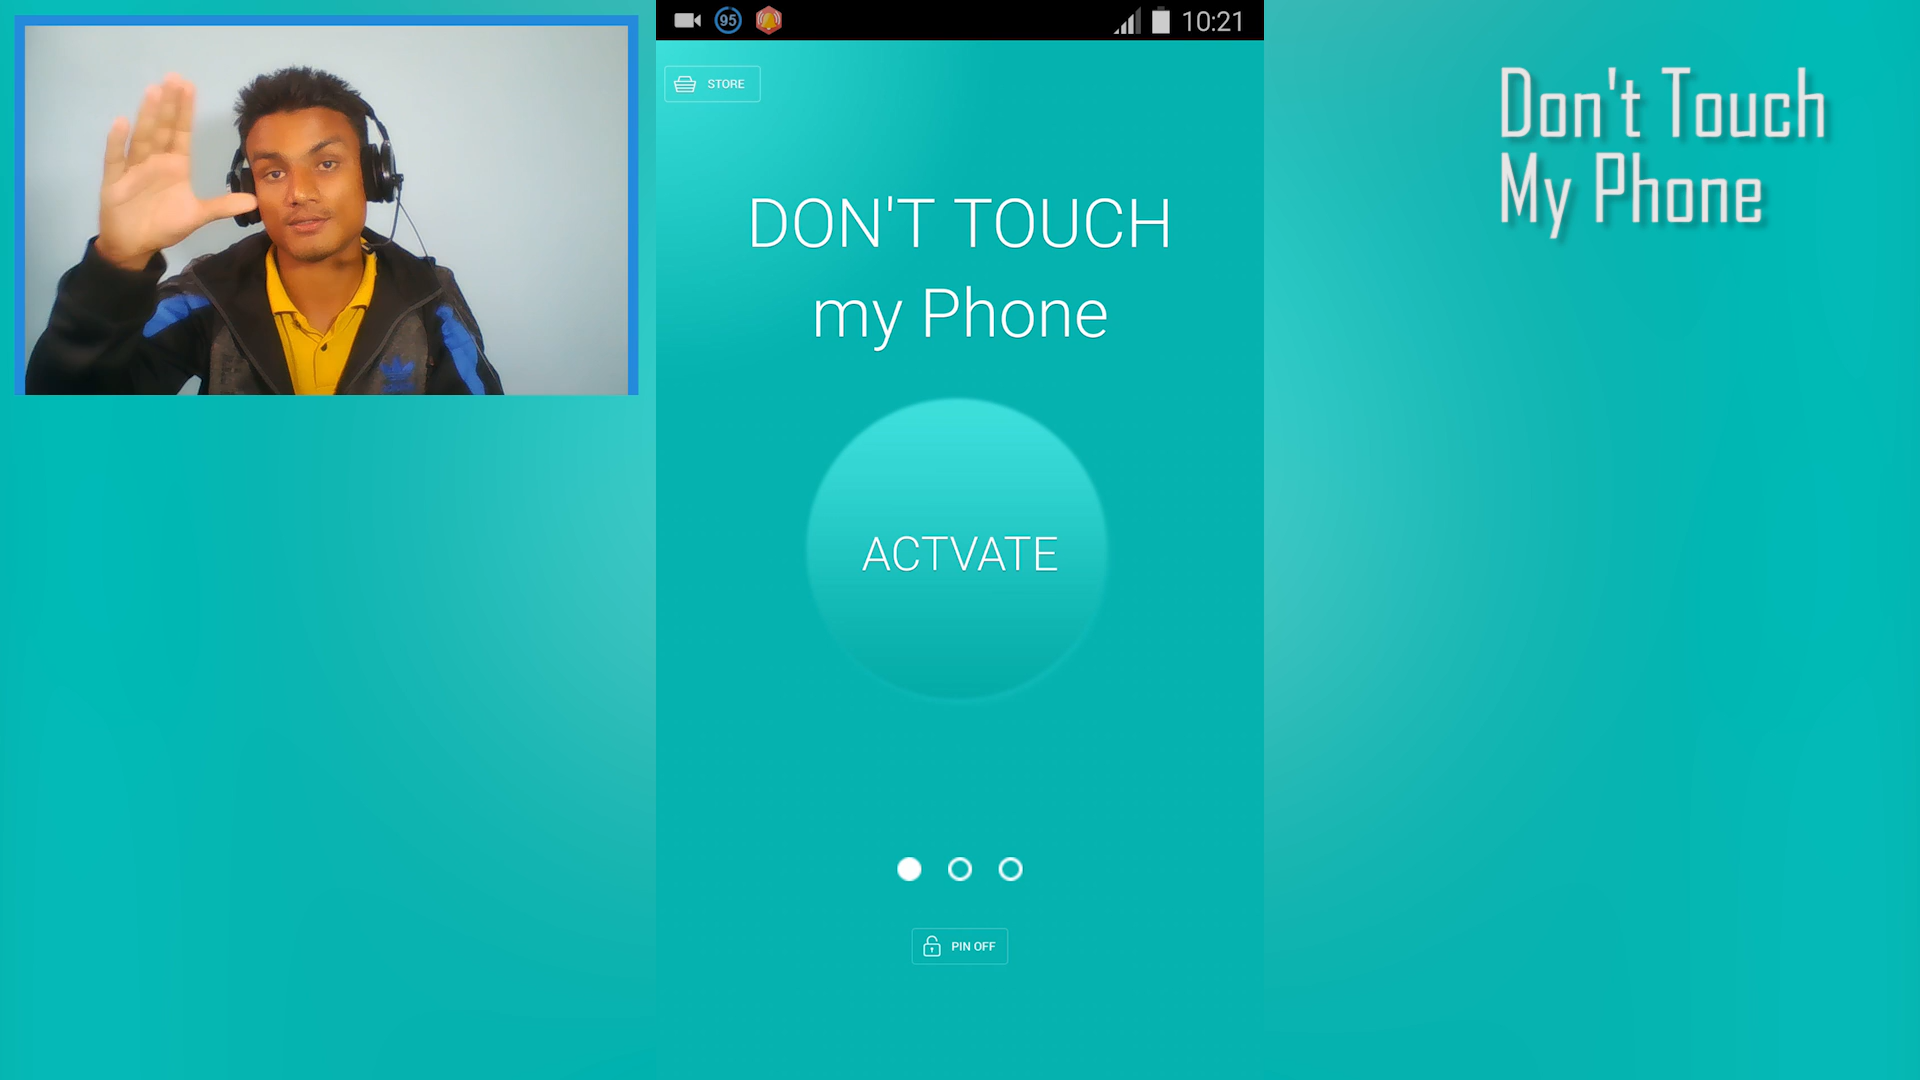 95
10:21
STORE
DON'T TOUCH
my Phone
ACTVATE
PIN OFF
Don't Touch
My Phone